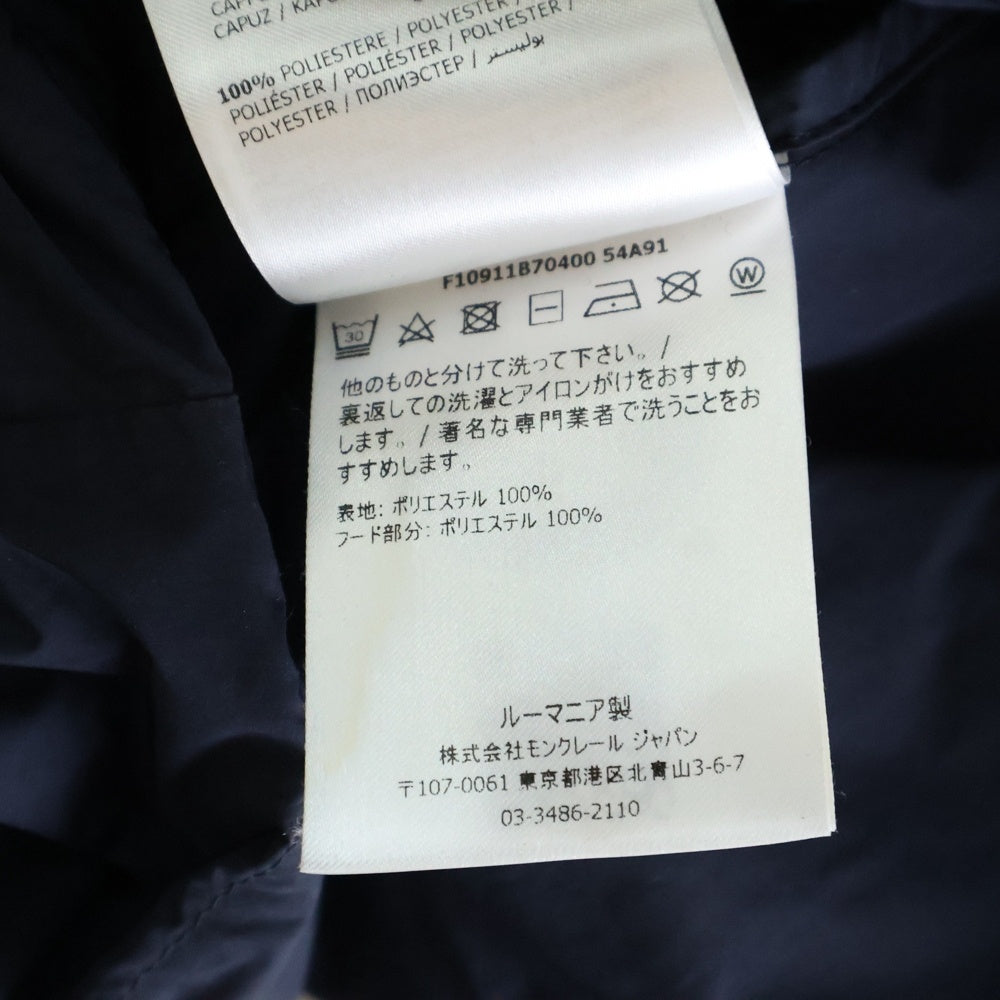 CAPUZ /
100% POLIESTERE / POLYESTER /
POLIÉSTER / POLIÉSTER / POLYESTER /
POLYESTER / ПОЛИЭСТЕР / بوليستر
F10911B70400 54A91
30
W
他のものと分けて洗って下さい。/
裏返しての洗濯とアイロンがけをおすすめ
します。/ 著名な専門業者で洗うことをお
すすめします。
表地: ポリエステル 100%
フード部分: ポリエステル 100%
ルーマニア製
株式会社モンクレール ジャパン
〒107-0061 東京都港区北青山3-6-7
03-3486-2110